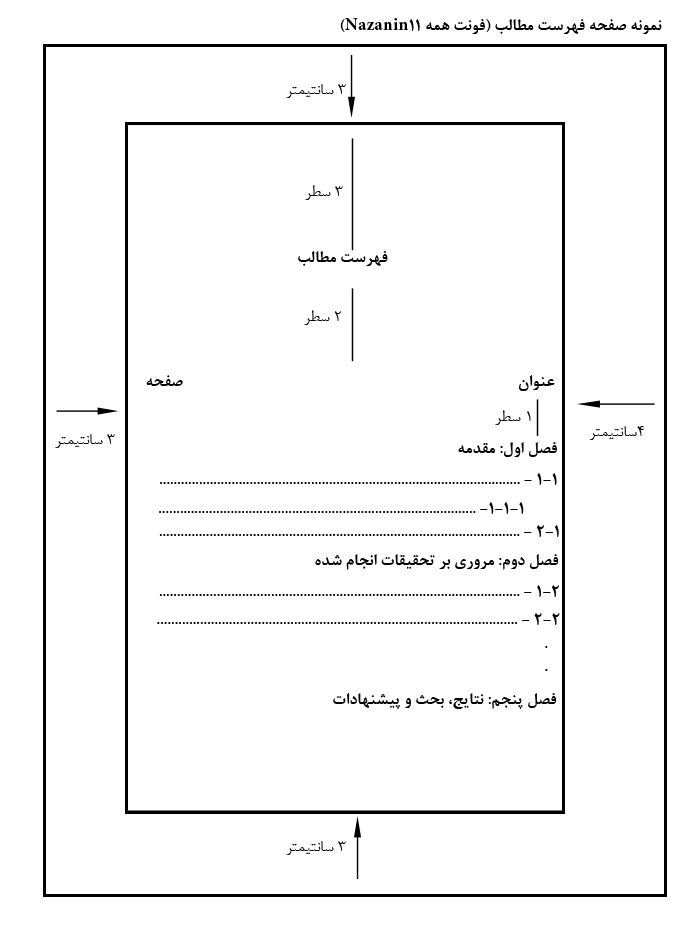 نمونه صفحه فهرست مطالب (فونت همه Nazanin۱۱)
۳ سانتیمتر
۳ سطر
فهرست مطالب
۲ سطر
عنوان صفحه
۱ سطر
۴سانتیمتر
۳ سانتیمتر
فصل اول: مقدمه
۱-۱ - ...................................................................................
۱-۱-۱- .........................................................................
۲-۱ - ...................................................................................
فصل دوم: مروری بر تحقیقات انجام شده
۱-۲ - ...................................................................................
۲-۲ - ...................................................................................
.
.
فصل پنجم: نتایج، بحث و پیشنهادات
۳ سانتیمتر